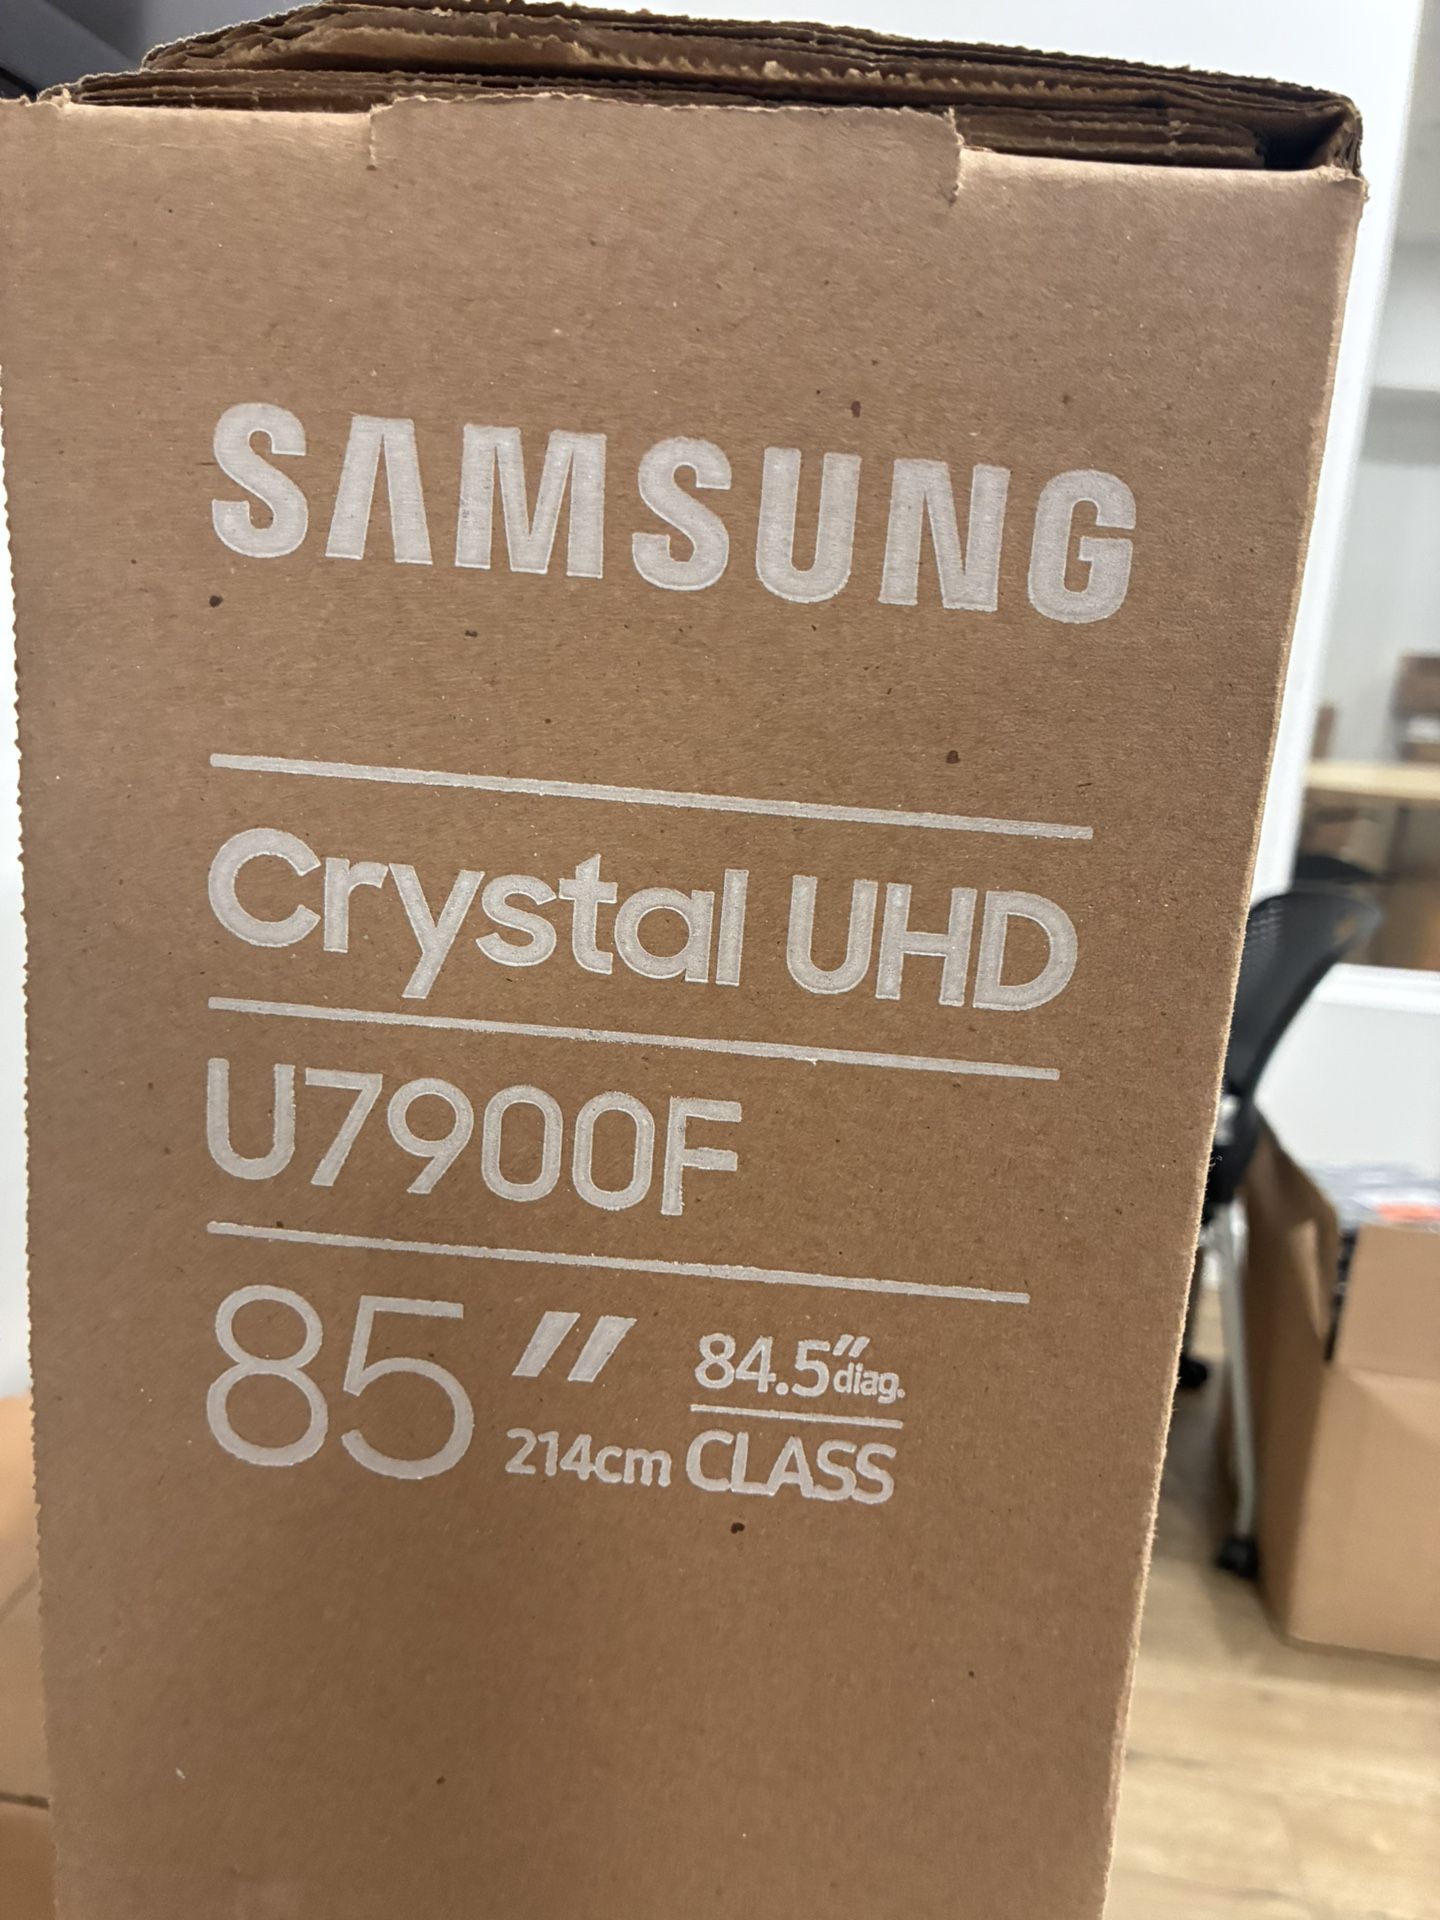 SAMSUNG
Crystal UHD
U7900F
85" 84.5" diag.
214cm CLASS